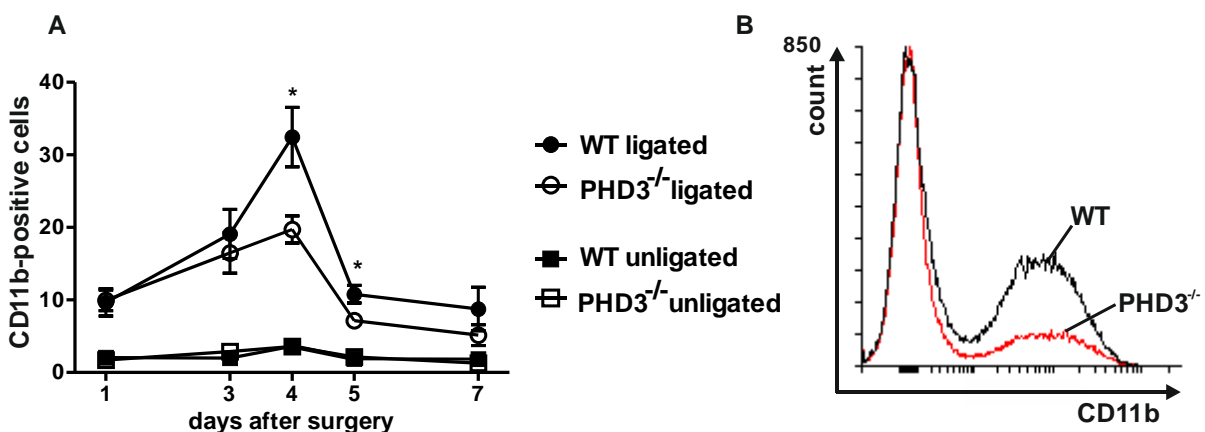 A
CD11b-positive cells
40
30
20
10
0
*
*
1 3 4 5 7
days after surgery
WT ligated
PHD3-/- ligated
WT unligated
PHD3-/- unligated
B
850
count
WT
PHD3-/-
CD11b